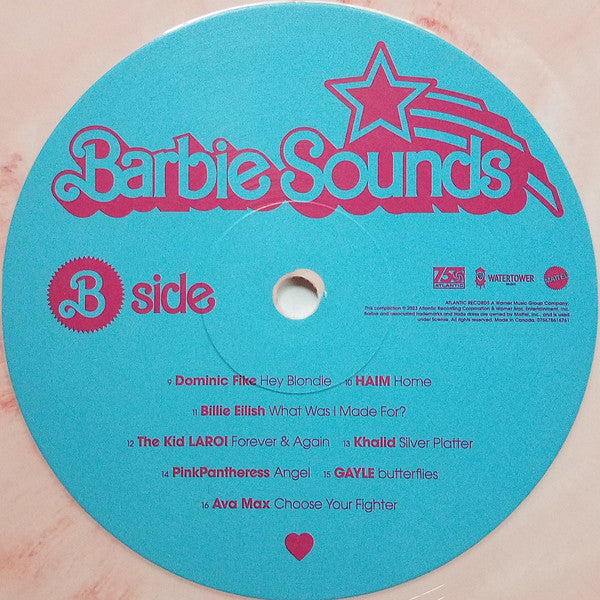 Barbie Sounds
B side
75 ATLANTIC
WATERTOWER
MUSIC
ATLANTIC RECORDS A Warner Music Group Company.
This compilation ℗ 2023 Atlantic Recording Corporation & Warner Bros. Entertainment, Inc.
Barbie and associated trademarks and trade dress are owned by Mattel, Inc., and is used
under license. All rights reserved. Made in Canada. 075678616761
9 Dominic Fike Hey Blondie 10 HAIM Home
11 Billie Eilish What Was I Made For?
12 The Kid LAROI Forever & Again 13 Khalid Silver Platter
14 PinkPantheress Angel 15 GAYLE butterflies
16 Ava Max Choose Your Fighter